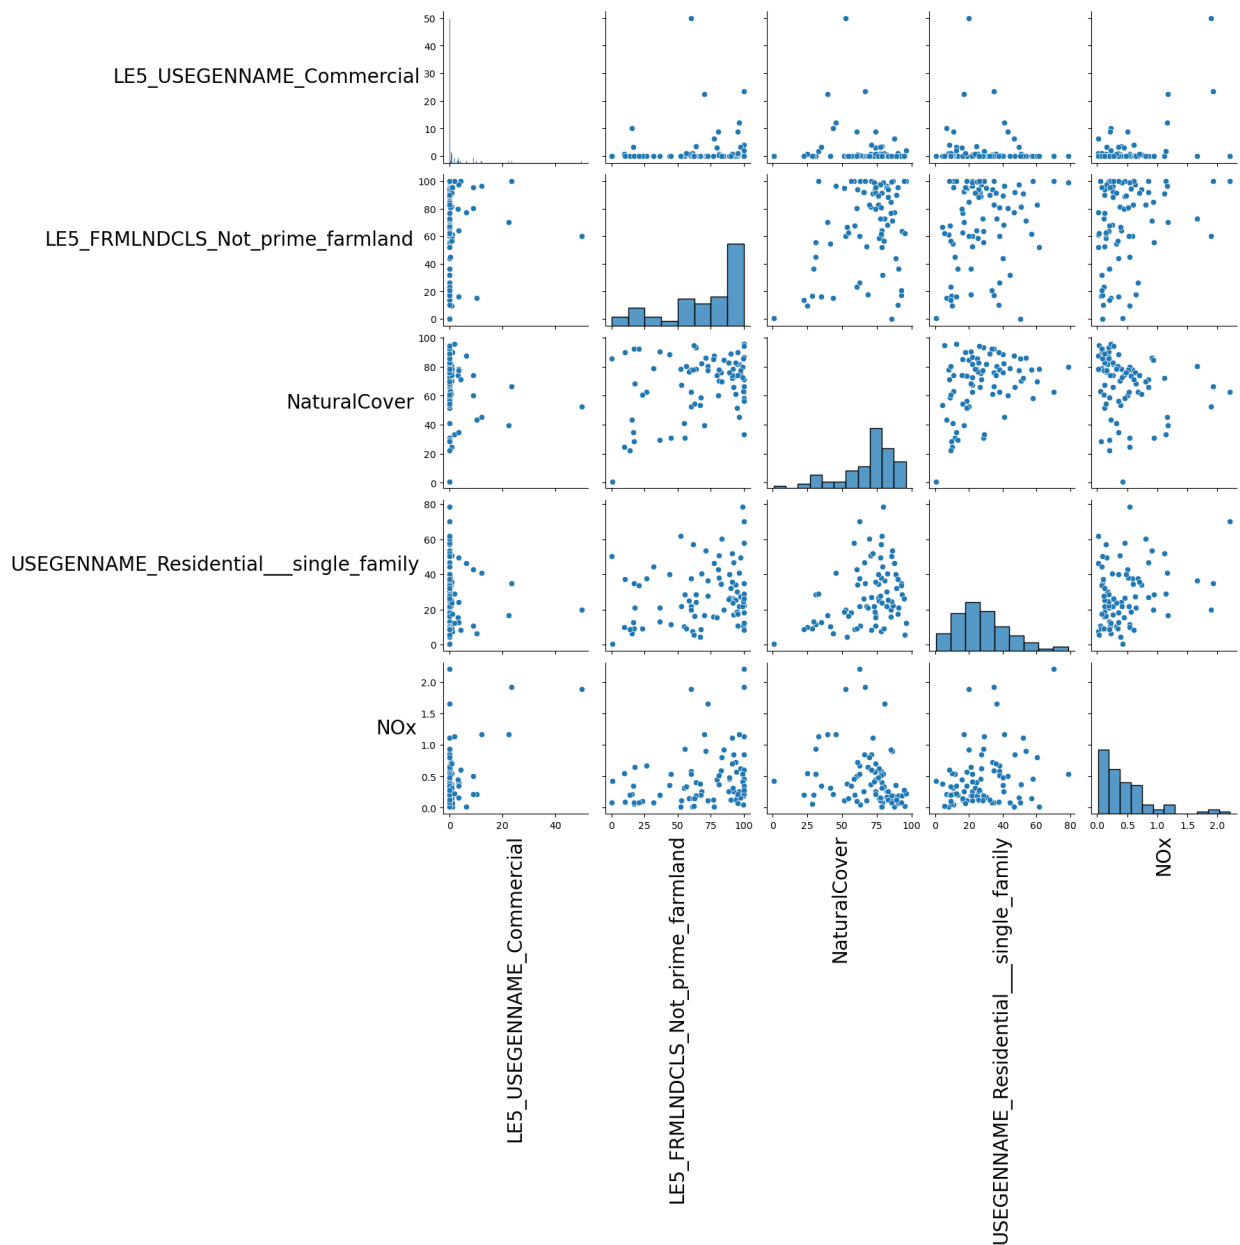 50
40
30
20
10
0
LE5_USEGENNAME_Commercial
100
80
60
40
20
0
LE5_FRMLNDCLS_Not_prime_farmland
100
80
60
40
20
0
NaturalCover
80
60
40
20
0
USEGENNAME_Residential___single_family
2.0
1.5
1.0
0.5
0.0
NOx
0 20 40
0 25 50 75 100
0 25 50 75 100
0 20 40 60 80
0.0 0.5 1.0 1.5 2.0
LE5_USEGENNAME_Commercial
LE5_FRMLNDCLS_Not_prime_farmland
NaturalCover
USEGENNAME_Residential___single_family
NOx